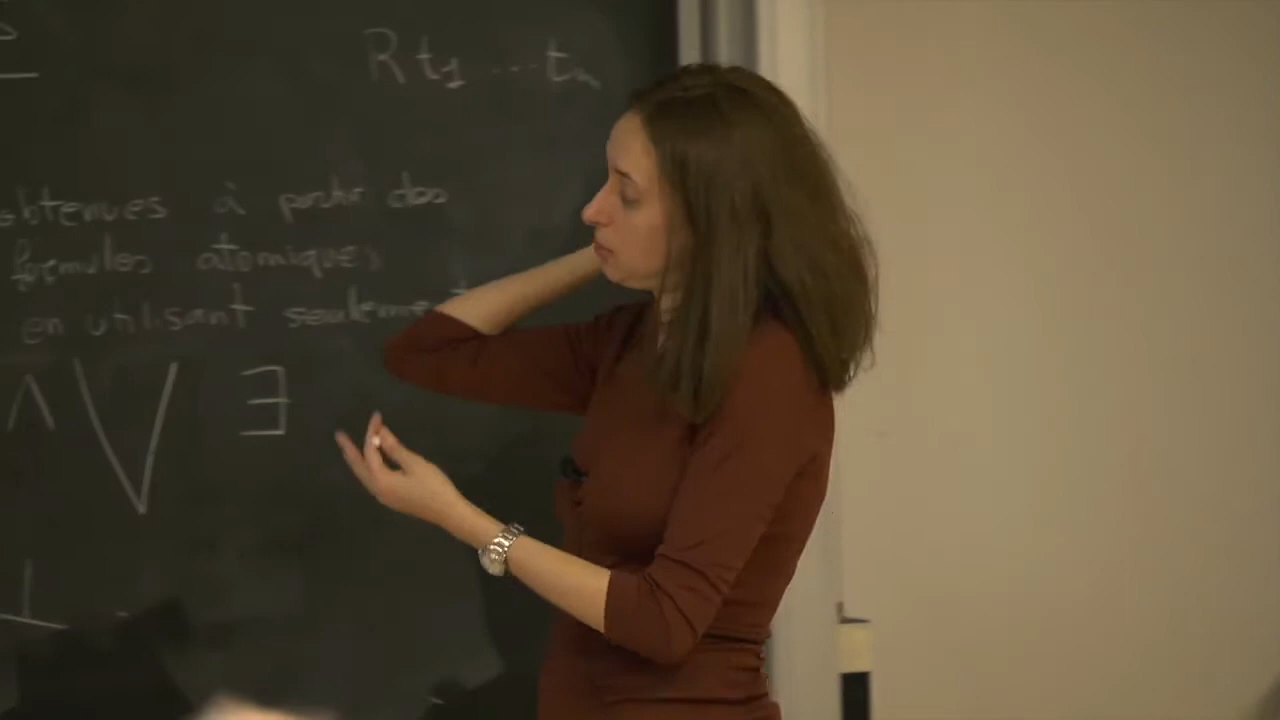 R t₁ ... tₙ
obtenues à partir des
formules atomiques
en utilisant seulement
∧ ⋁ ∃
⊥